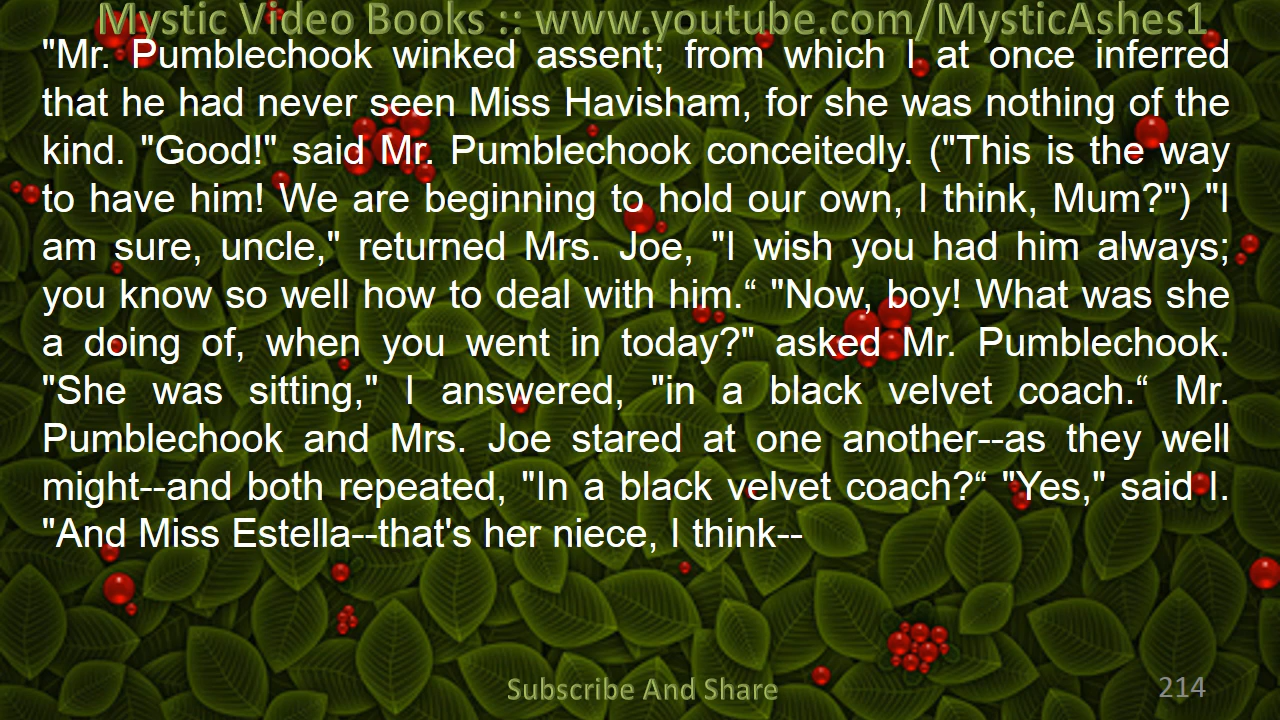 Mystic Video Books :: www.youtube.com/MysticAshes1
"Mr. Pumblechook winked assent; from which I at once inferred
that he had never seen Miss Havisham, for she was nothing of the
kind. "Good!" said Mr. Pumblechook conceitedly. ("This is the way
to have him! We are beginning to hold our own, I think, Mum?") "I
am sure, uncle," returned Mrs. Joe, "I wish you had him always;
you know so well how to deal with him.“ "Now, boy! What was she
a doing of, when you went in today?" asked Mr. Pumblechook.
"She was sitting," I answered, "in a black velvet coach.“ Mr.
Pumblechook and Mrs. Joe stared at one another--as they well
might--and both repeated, "In a black velvet coach?“ "Yes," said I.
"And Miss Estella--that's her niece, I think--
Subscribe And Share
214